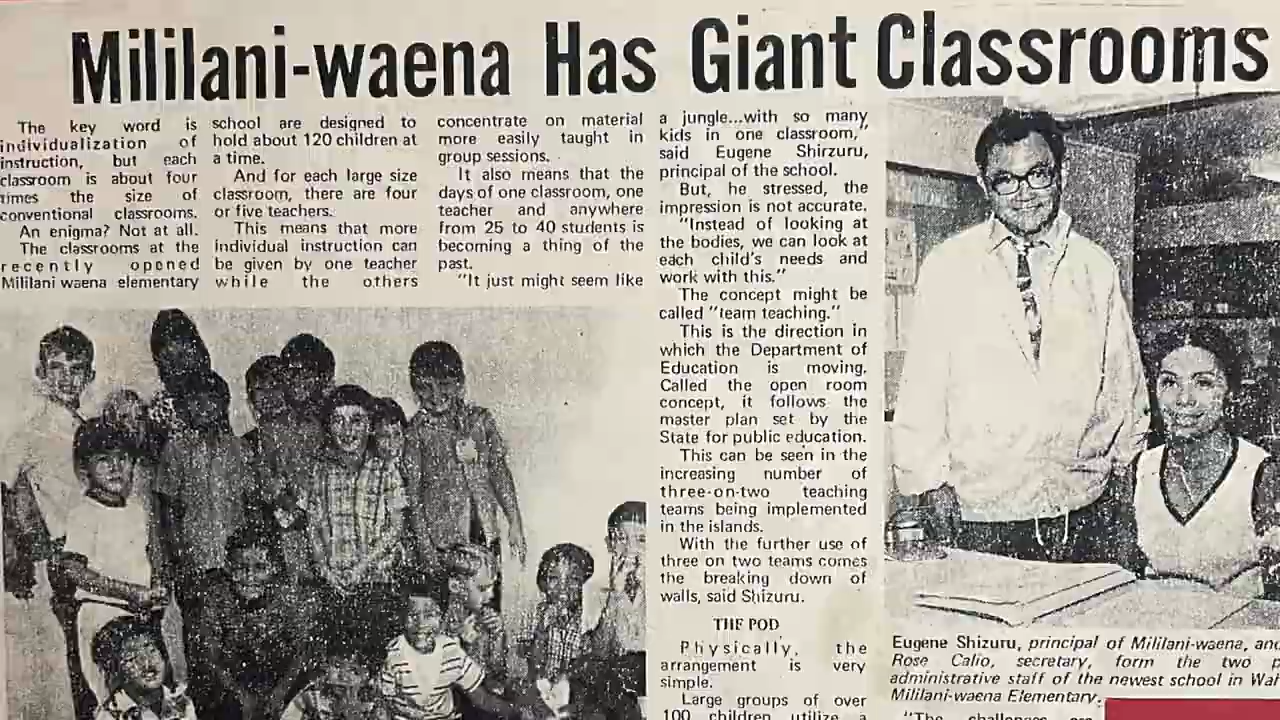 Mililani-waena Has Giant Classrooms
The key word is
individualization of
instruction, but each
classroom is about four
times the size of
conventional classrooms.
An enigma? Not at all.
The classrooms at the
recently opened
Mililani waena elementary
school are designed to
hold about 120 children at
a time.
And for each large size
classroom, there are four
or five teachers.
This means that more
individual instruction can
be given by one teacher
while the others
concentrate on material
more easily taught in
group sessions.
It also means that the
days of one classroom, one
teacher and anywhere
from 25 to 40 students is
becoming a thing of the
past.
"It just might seem like
a jungle...with so many
kids in one classroom,"
said Eugene Shirzuru,
principal of the school.
But, he stressed, the
impression is not accurate.
"Instead of looking at
the bodies, we can look at
each child's needs and
work with this."
The concept might be
called "team teaching."
This is the direction in
which the Department of
Education is moving.
Called the open room
concept, it follows the
master plan set by the
State for public education.
This can be seen in the
increasing number of
three-on-two teaching
teams being implemented
in the islands.
With the further use of
three on two teams comes
the breaking down of
walls, said Shizuru.
THE POD
Physically, the
arrangement is very
simple.
Large groups of over
100 children utilize a
Eugene Shizuru, principal of Mililani-waena, and
Rose Calio, secretary, form the two p
administrative staff of the newest school in Wah
Mililani-waena Elementary.
"The challenges are